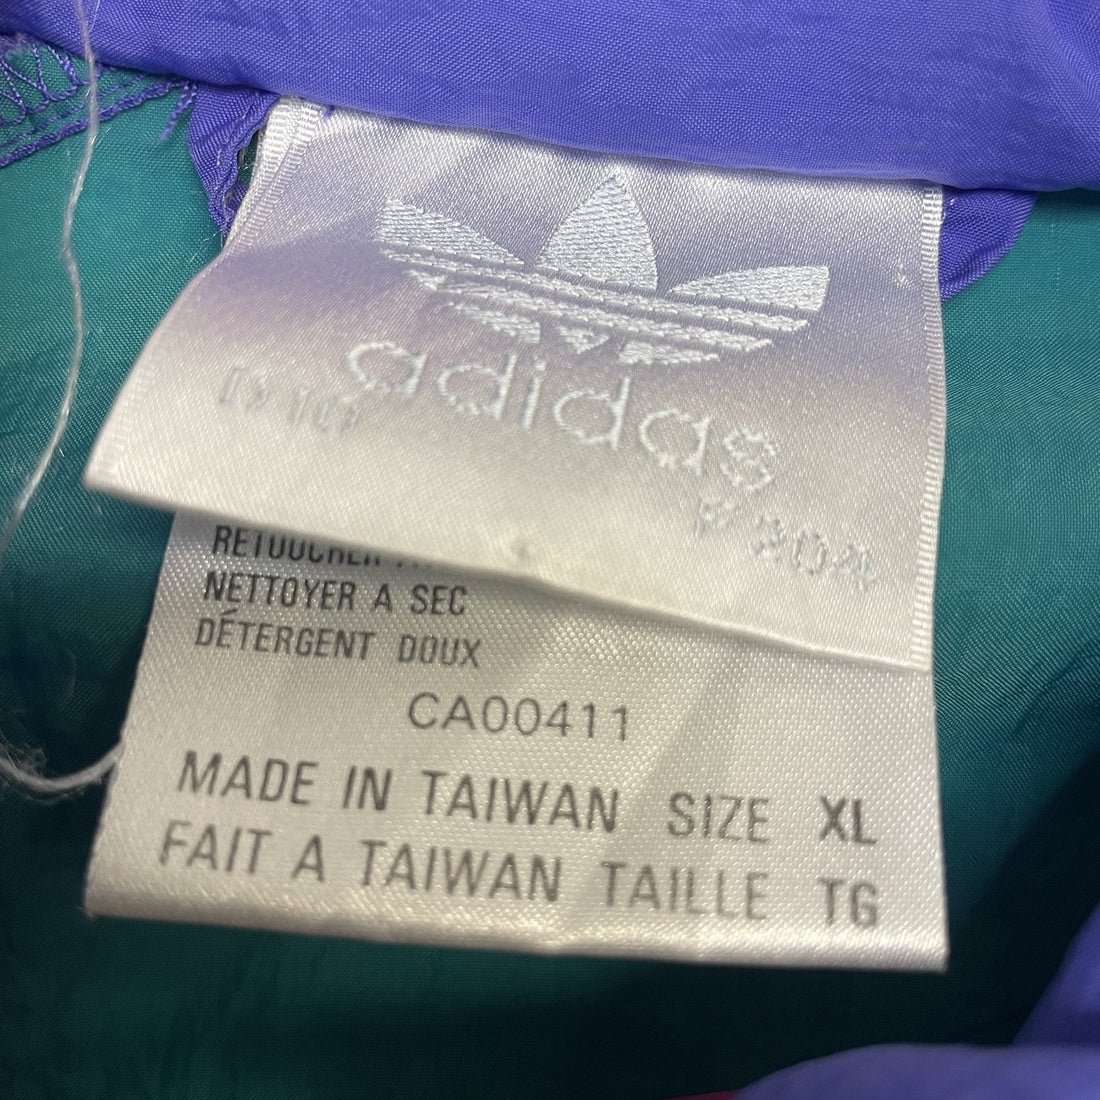 adidas
NETTOYER A SEC
DÉTERGENT DOUX
CA00411
MADE IN TAIWAN SIZE XL
FAIT A TAIWAN TAILLE TG